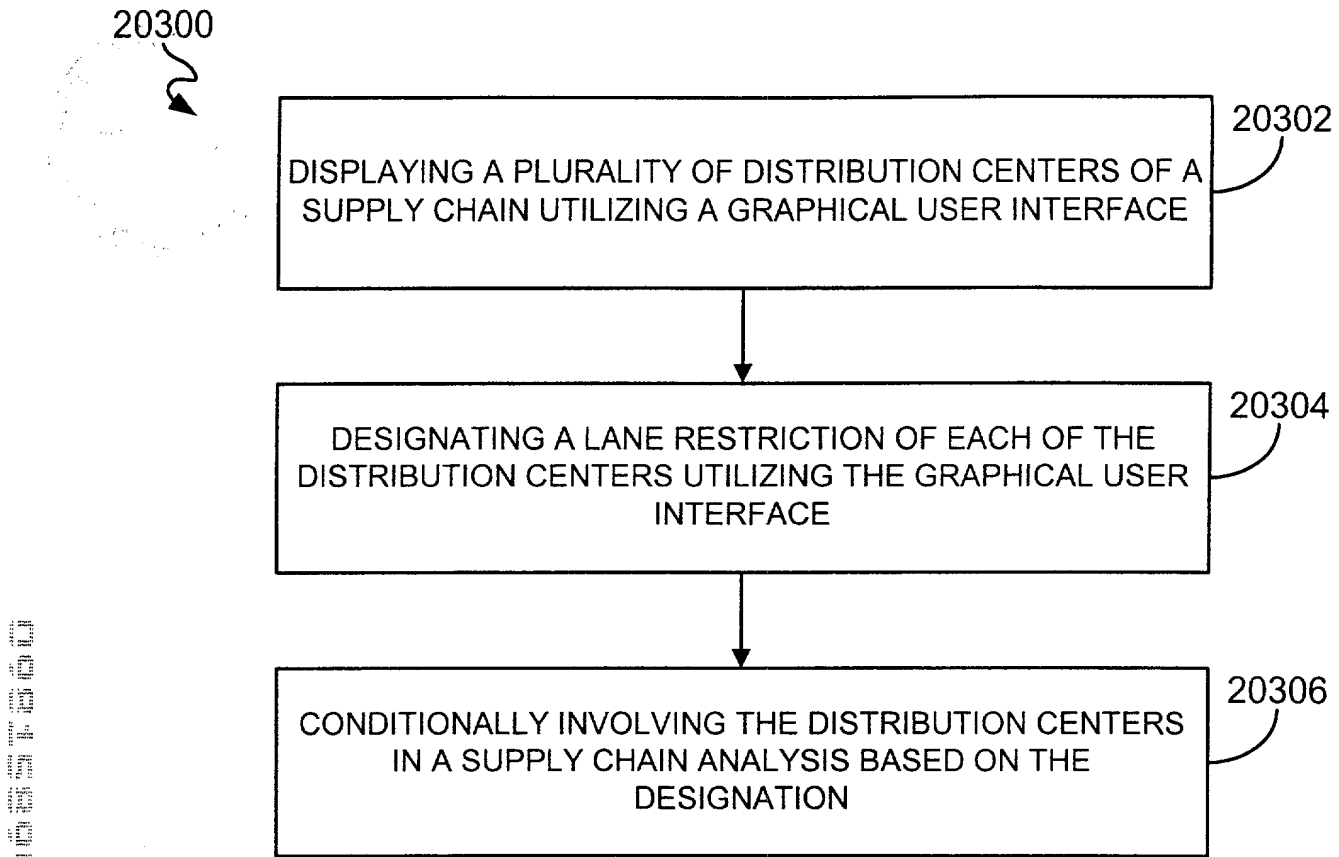 20300
20302
DISPLAYING A PLURALITY OF DISTRIBUTION CENTERS OF A
SUPPLY CHAIN UTILIZING A GRAPHICAL USER INTERFACE
20304
DESIGNATING A LANE RESTRICTION OF EACH OF THE
DISTRIBUTION CENTERS UTILIZING THE GRAPHICAL USER
INTERFACE
20306
CONDITIONALLY INVOLVING THE DISTRIBUTION CENTERS
IN A SUPPLY CHAIN ANALYSIS BASED ON THE
DESIGNATION